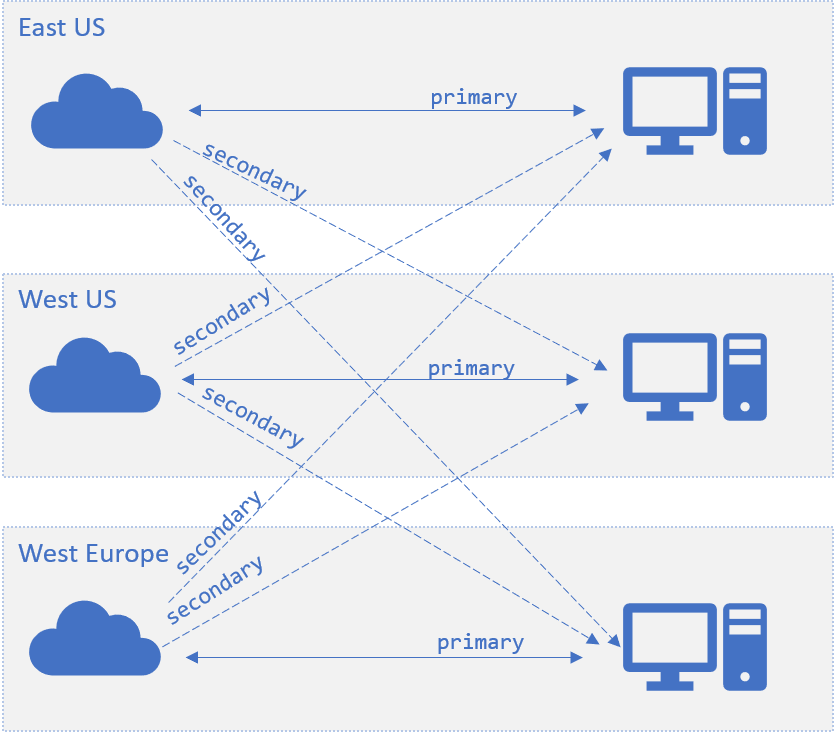 East US
primary
secondary
secondary
West US
secondary
primary
secondary
West Europe
secondary
secondary
primary